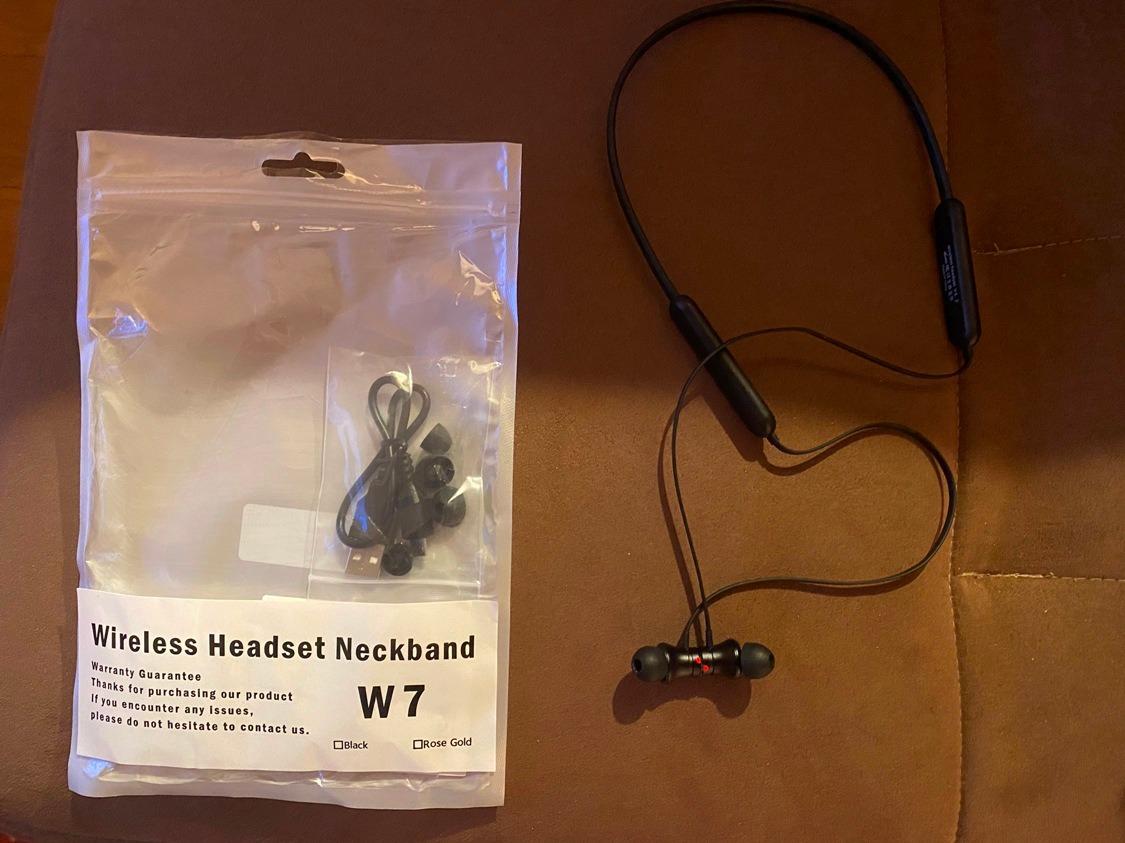 Wireless Headset Neckband
Warranty Guarantee
Thanks for purchasing our product
If you encounter any issues,
please do not hesitate to contact us.
W7
Black
Rose Gold